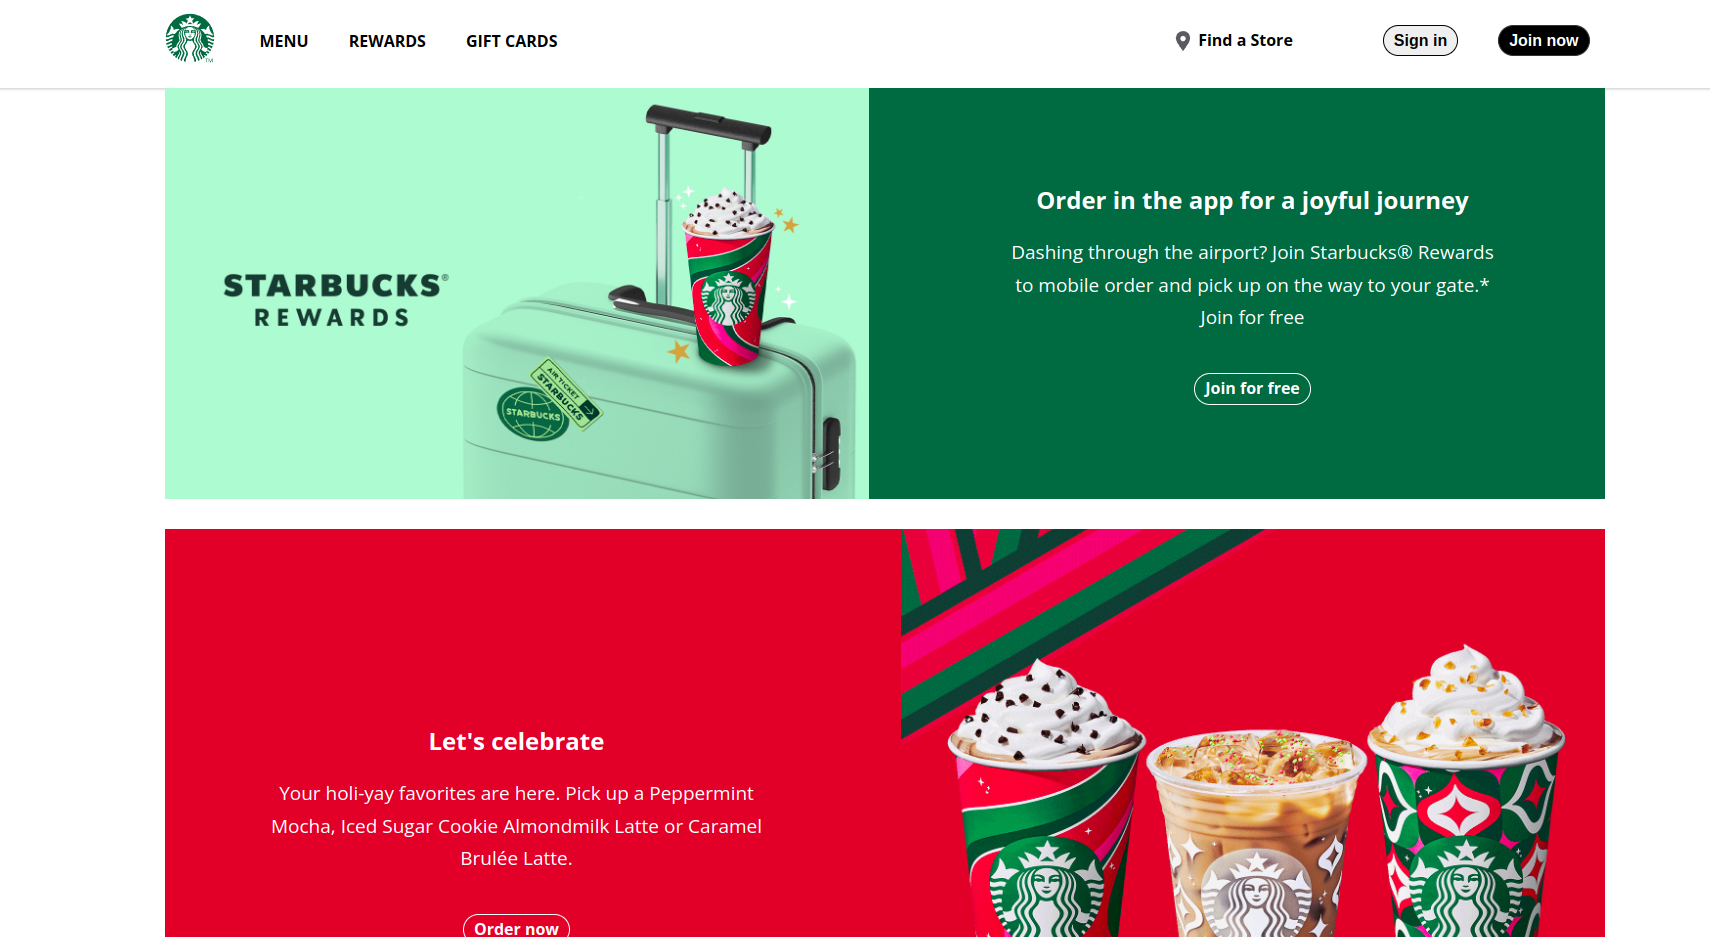 MENU
REWARDS
GIFT CARDS
Find a Store
Sign in
Join now
TM
STARBUCKS®
REWARDS
AIR TICKET
STARBUCKS
STARBUCKS
Order in the app for a joyful journey
Dashing through the airport? Join Starbucks® Rewards
to mobile order and pick up on the way to your gate.*
Join for free
Join for free
Let's celebrate
Your holi-yay favorites are here. Pick up a Peppermint
Mocha, Iced Sugar Cookie Almondmilk Latte or Caramel
Brulée Latte.
Order now